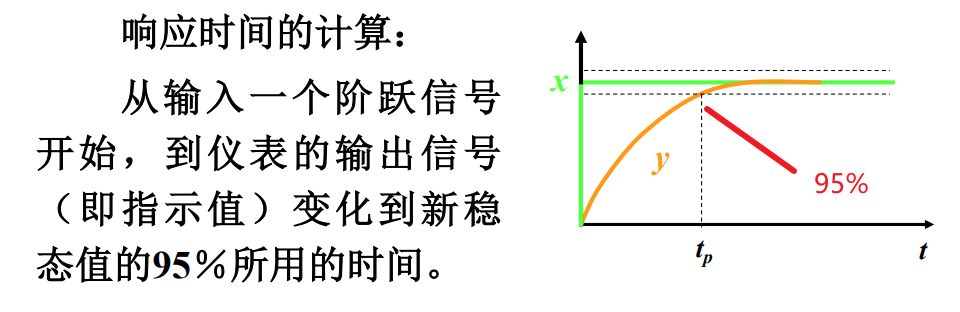 响应时间的计算：
从输入一个阶跃信号
开始，到仪表的输出信号
（即指示值）变化到新稳
态值的95%所用的时间。
x
y
95%
tp
t